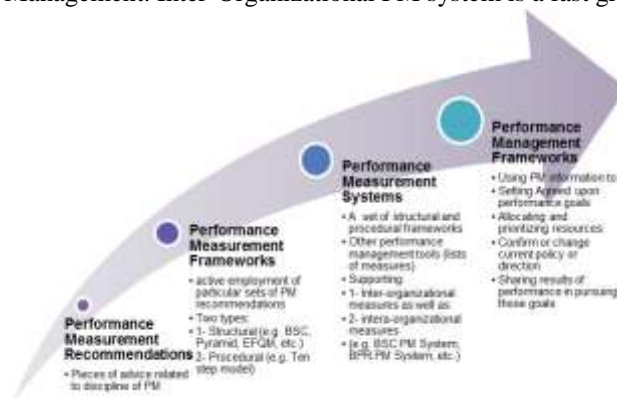 Management. Inter-Organizational PM system is a fast gr
Performance
Management
Frameworks
• Using PM information to
• Setting Agreed upon
performance goals
• Allocating and
prioritizing resources
• Confirm or change
current policy or
direction
• Sharing results of
performance in pursuing
those goals
Performance
Measurement
Systems
• A set of structural and
procedural frameworks
• Other performance
management tools (lists
of measures)
• Supporting
• 1- Inter-organizational
measures as well as
• 2- intera-organizational
measures
• (e.g. BSC PM System,
BPR PM System, etc.)
Performance
Measurement
Frameworks
• active employment of
particular sets of PM
recommendations
• Two types:
• 1- Structural (e.g. BSC,
Pyramid, EFQM, etc.)
• 2- Procedural (e.g. Ten
step model)
Performance
Measurement
Recommendations
• Pieces of advice related
to discipline of PM